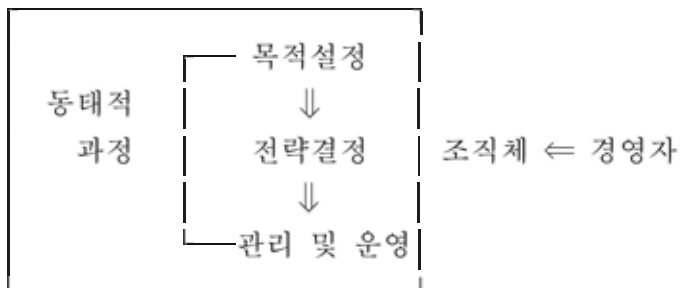 목적설정
동태적 ⇓
과정 전략결정 조직체 ⇐ 경영자
⇓
관리 및 운영